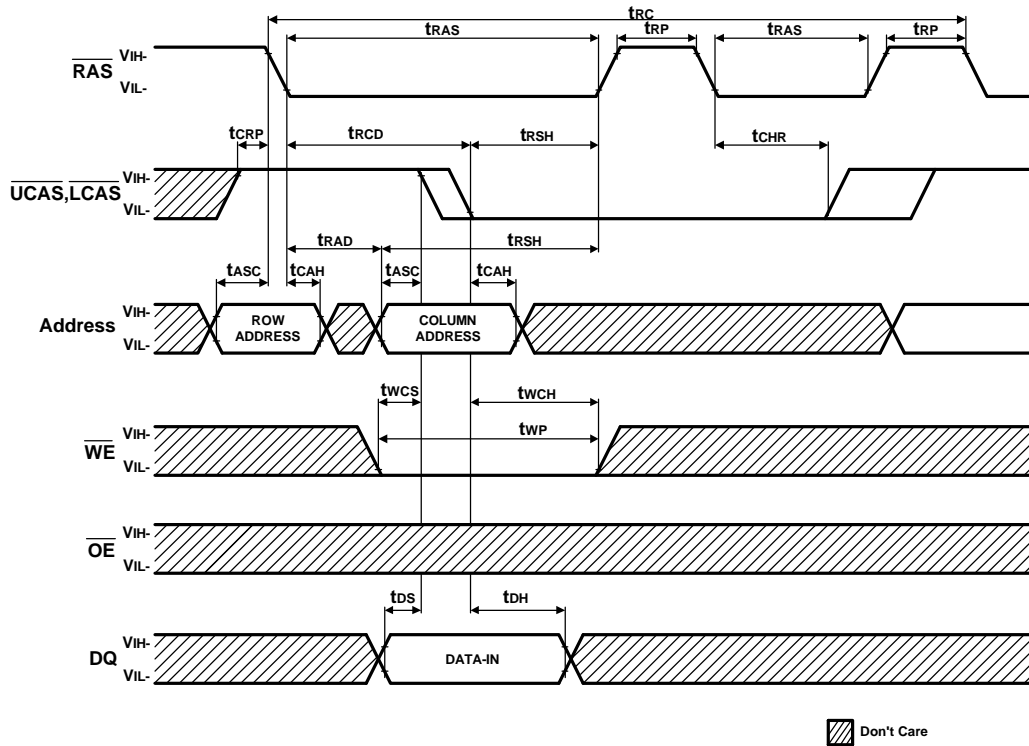 tRC
tRAS tRP tRAS tRP
RAS VIH-
VIL-
tCRP tRCD tRSH tCHR
UCAS,LCAS VIH-
VIL-
tRAD tRSH
tASC tCAH tASC tCAH
Address VIH-
VIL-
ROW
ADDRESS
COLUMN
ADDRESS
tWCS tWCH
tWP
WE VIH-
VIL-
OE VIH-
VIL-
tDS tDH
DQ VIH-
VIL-
DATA-IN
Don't Care